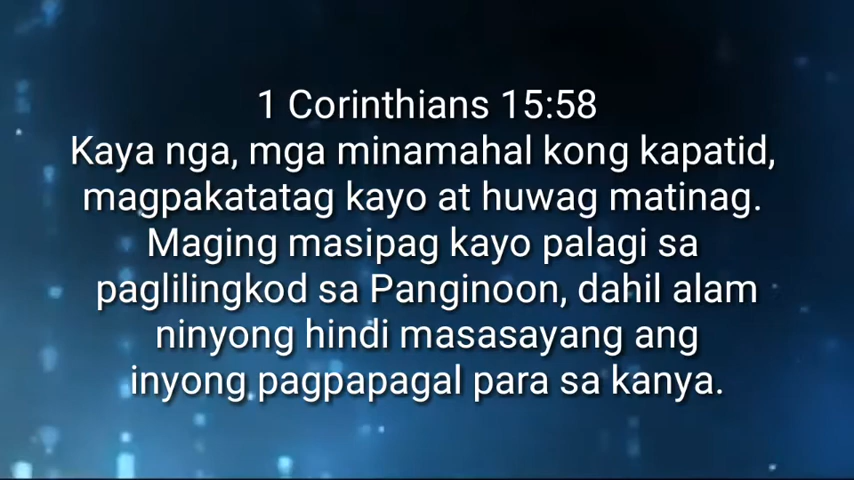 1 Corinthians 15:58
Kaya nga, mga minamahal kong kapatid,
magpakatatag kayo at huwag matinag.
Maging masipag kayo palagi sa
paglilingkod sa Panginoon, dahil alam
ninyong hindi masasayang ang
inyong pagpapagal para sa kanya.